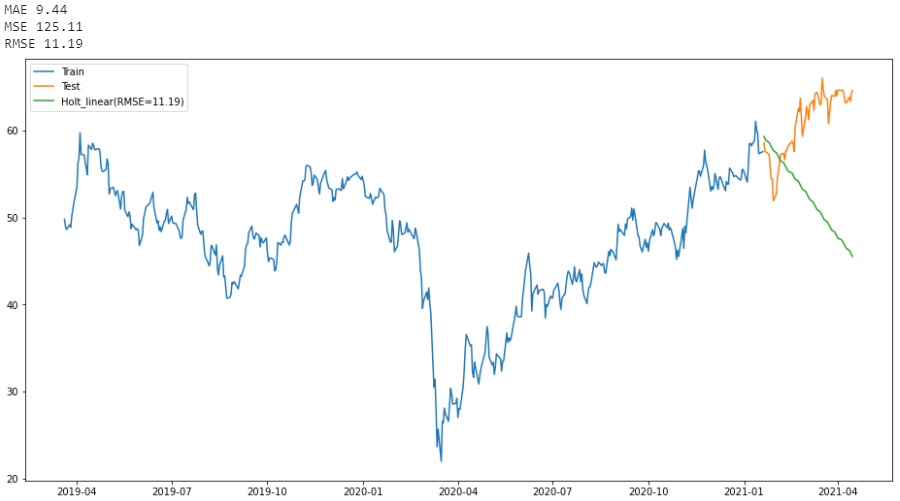 MAE 9.44
MSE 125.11
RMSE 11.19
Train
Test
Holt_linear(RMSE=11.19)
60
50
40
30
20
2019-04 2019-07 2019-10 2020-01 2020-04 2020-07 2020-10 2021-01 2021-04